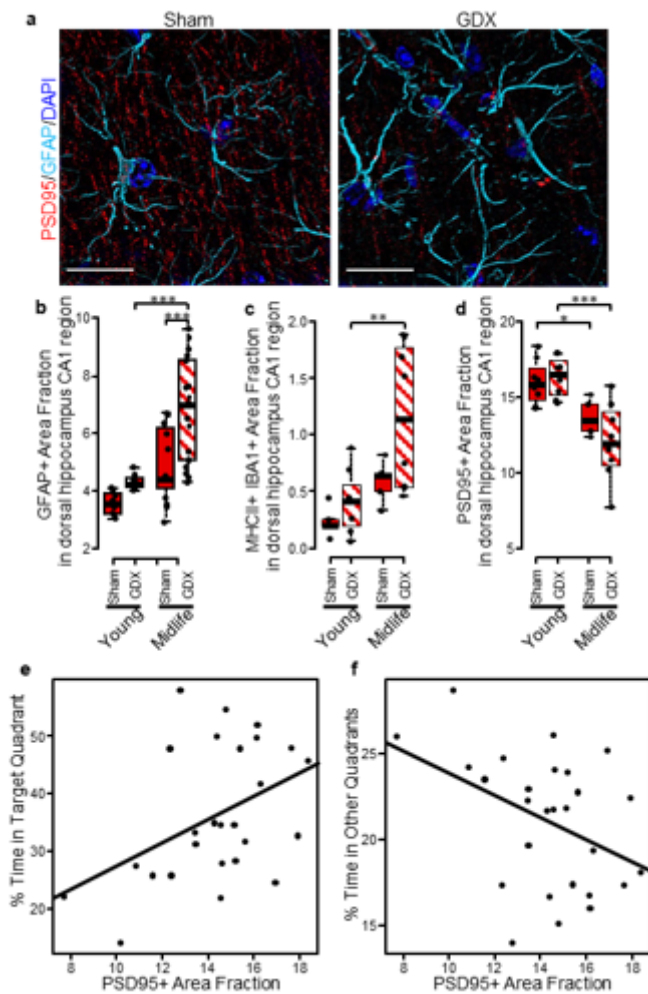 a
Sham
GDX
PSD95/GFAP/DAPI
b
GFAP+ Area Fraction
in dorsal hippocampus CA1 region
10
8
6
4
2
***
***
Sham
GDX
Sham
GDX
Young
Midlife
c
MHCII+ IBA1+ Area Fraction
in dorsal hippocampus CA1 region
2.0
1.5
1.0
0.5
0.0
**
Sham
GDX
Sham
GDX
Young
Midlife
d
PSD95+ Area Fraction
in dorsal hippocampus CA1 region
20
15
10
5
***
*
Sham
GDX
Sham
GDX
Young
Midlife
e
% Time in Target Quadrant
50
40
30
20
8 10 12 14 16 18
PSD95+ Area Fraction
f
% Time in Other Quadrants
25
20
15
8 10 12 14 16 18
PSD95+ Area Fraction